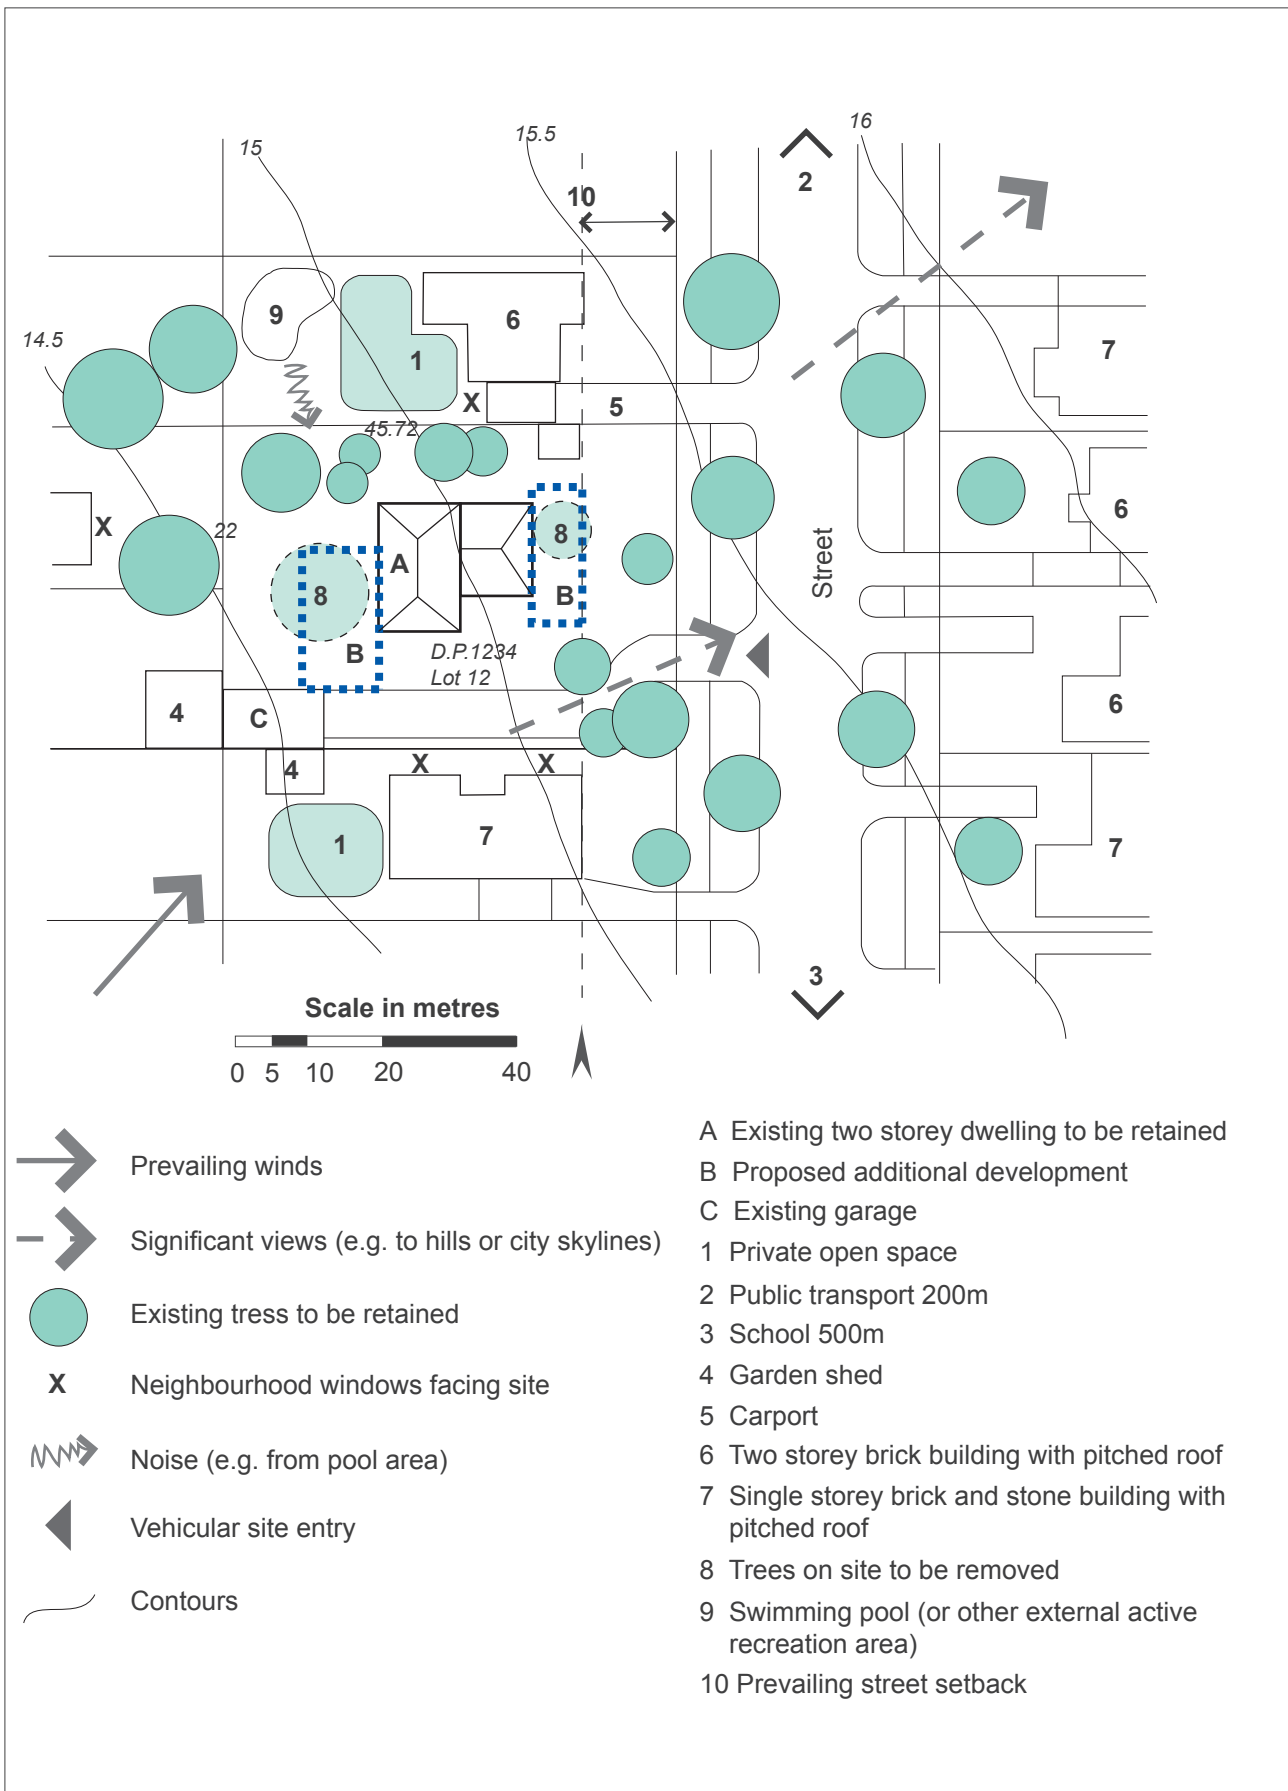 16
15.5
15
2
10
9
6
7
14.5
1
X
5
45.72
6
X
22
8
A
8
B
Street
B
D.P.1234
Lot 12
4
C
6
X
X
4
7
1
7
3
Scale in metres
0 5 10 20 40
Prevailing winds
Significant views (e.g. to hills or city skylines)
Existing tress to be retained
X Neighbourhood windows facing site
Noise (e.g. from pool area)
Vehicular site entry
Contours
A Existing two storey dwelling to be retained
B Proposed additional development
C Existing garage
1 Private open space
2 Public transport 200m
3 School 500m
4 Garden shed
5 Carport
6 Two storey brick building with pitched roof
7 Single storey brick and stone building with
pitched roof
8 Trees on site to be removed
9 Swimming pool (or other external active
recreation area)
10 Prevailing street setback